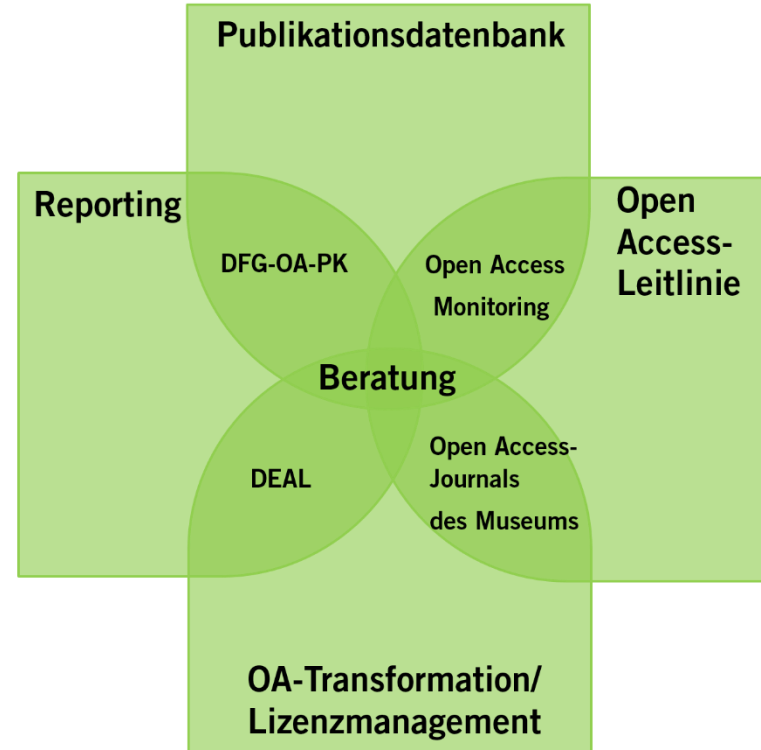 Publikationsdatenbank
Reporting
Open
Access-
Leitlinie
DFG-OA-PK
Open Access
Monitoring
Beratung
DEAL
Open Access-
Journals
des Museums
OA-Transformation/
Lizenzmanagement